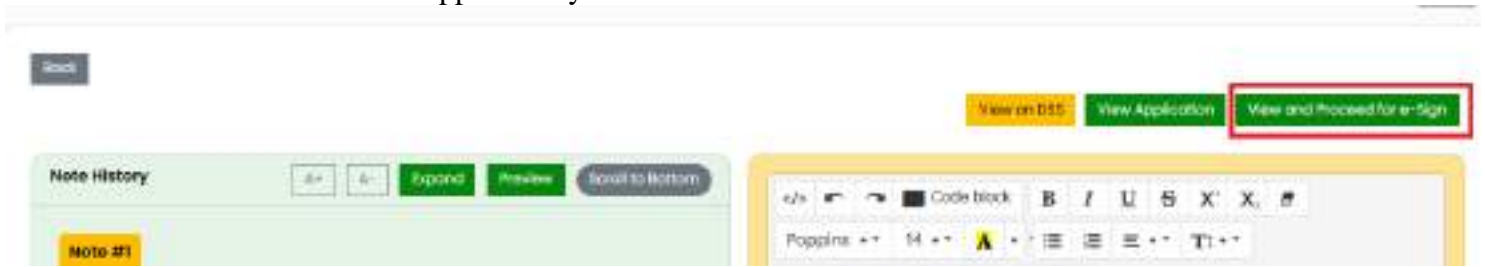 Back
View on DSS View Application View and Proceed for e-Sign
Note History A+ A- Expand Preview Scroll to Bottom
</> Code block B I U S X X
Poppins 14 A T
Note #1